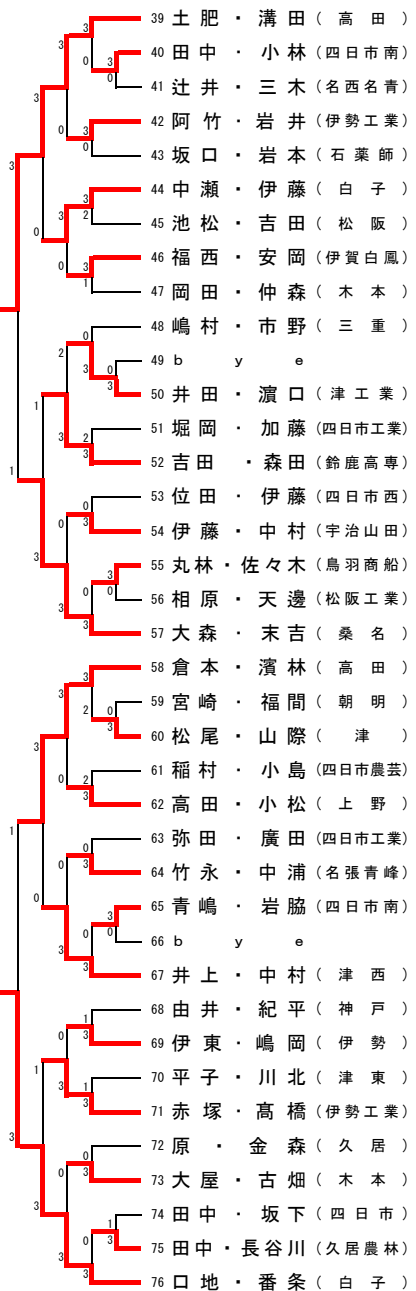 39 土肥・溝田（高田）
40 田中・小林（四日市南）
41 辻井・三木（名西名青）
42 阿竹・岩井（伊勢工業）
43 坂口・岩本（石薬師）
44 中瀬・伊藤（白子）
45 池松・吉田（松阪）
46 福西・安岡（伊賀白鳳）
47 岡田・仲森（木本）
48 嶋村・市野（三重）
49 bye
50 井田・濵口（津工業）
51 堀岡・加藤（四日市工業）
52 吉田・森田（鈴鹿高専）
53 位田・伊藤（四日市西）
54 伊藤・中村（宇治山田）
55 丸林・佐々木（鳥羽商船）
56 相原・天邊（松阪工業）
57 大森・末吉（桑名）
58 倉本・濱林（高田）
59 宮崎・福間（朝明）
60 松尾・山際（津）
61 稲村・小島（四日市農芸）
62 高田・小松（上野）
63 弥田・廣田（四日市工業）
64 竹永・中浦（名張青峰）
65 青嶋・岩脇（四日市南）
66 bye
67 井上・中村（津西）
68 由井・紀平（神戸）
69 伊東・嶋岡（伊勢）
70 平子・川北（津東）
71 赤塚・髙橋（伊勢工業）
72 原・金森（久居）
73 大屋・古畑（木本）
74 田中・坂下（四日市）
75 田中・長谷川（久居農林）
76 口地・番条（白子）